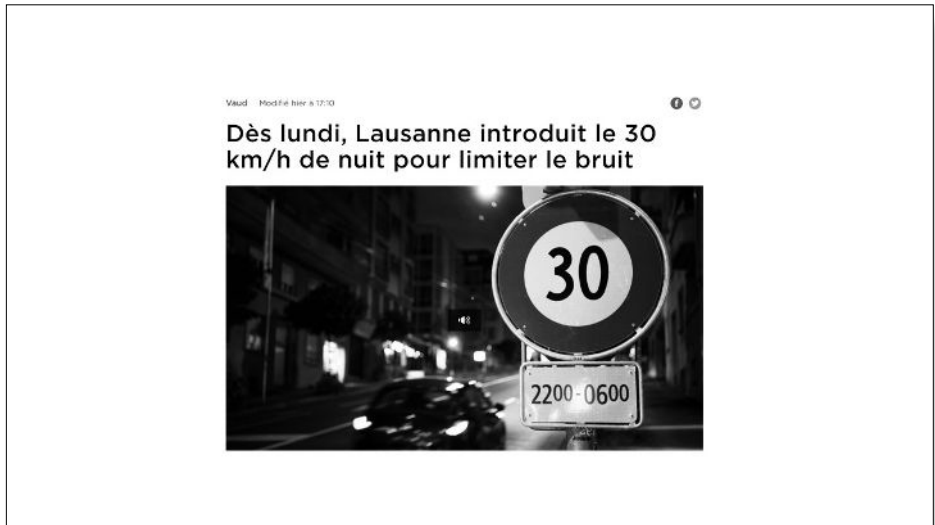 Vaud Modifié hier à 17:10
Dès lundi, Lausanne introduit le 30
km/h de nuit pour limiter le bruit
30
2200-0600